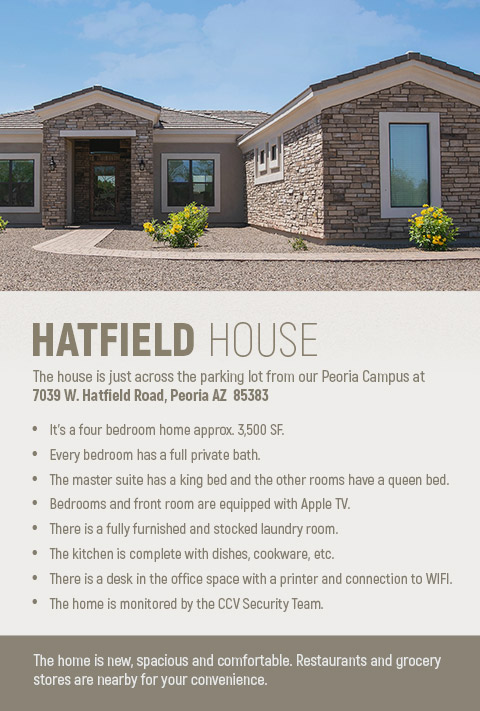 HATFIELD HOUSE
The house is just across the parking lot from our Peoria Campus at
7039 W. Hatfield Road, Peoria AZ  85383
• It's a four bedroom home approx. 3,500 SF.
• Every bedroom has a full private bath.
• The master suite has a king bed and the other rooms have a queen bed.
• Bedrooms and front room are equipped with Apple TV.
• There is a fully furnished and stocked laundry room.
• The kitchen is complete with dishes, cookware, etc.
• There is a desk in the office space with a printer and connection to WIFI.
• The home is monitored by the CCV Security Team.
The home is new, spacious and comfortable. Restaurants and grocery
stores are nearby for your convenience.